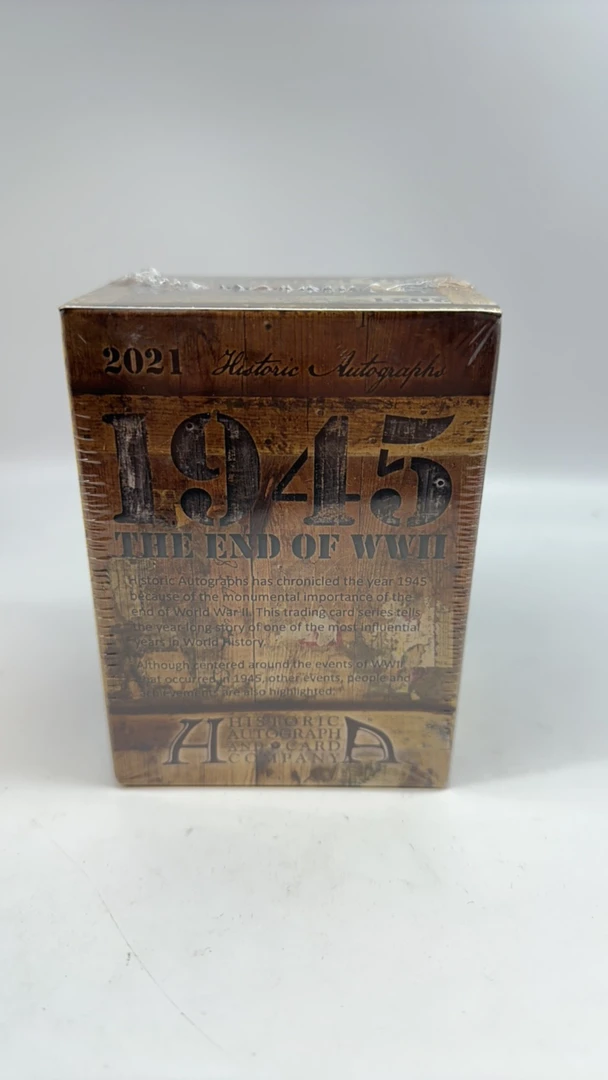 2021 Historic Autographs
1945
THE END OF WWII
Historic Autographs has chronicled the year 1945
because of the monumental importance of the
end of World War II. This trading card series tells
the year-long story of one of the most influential
years in World History.
Although centered around the events of WWII
that occurred in 1945, other events, people and
are also highlighted.
H HISTORIC A
AUTOGRAPH
AND CARD
COMPANY